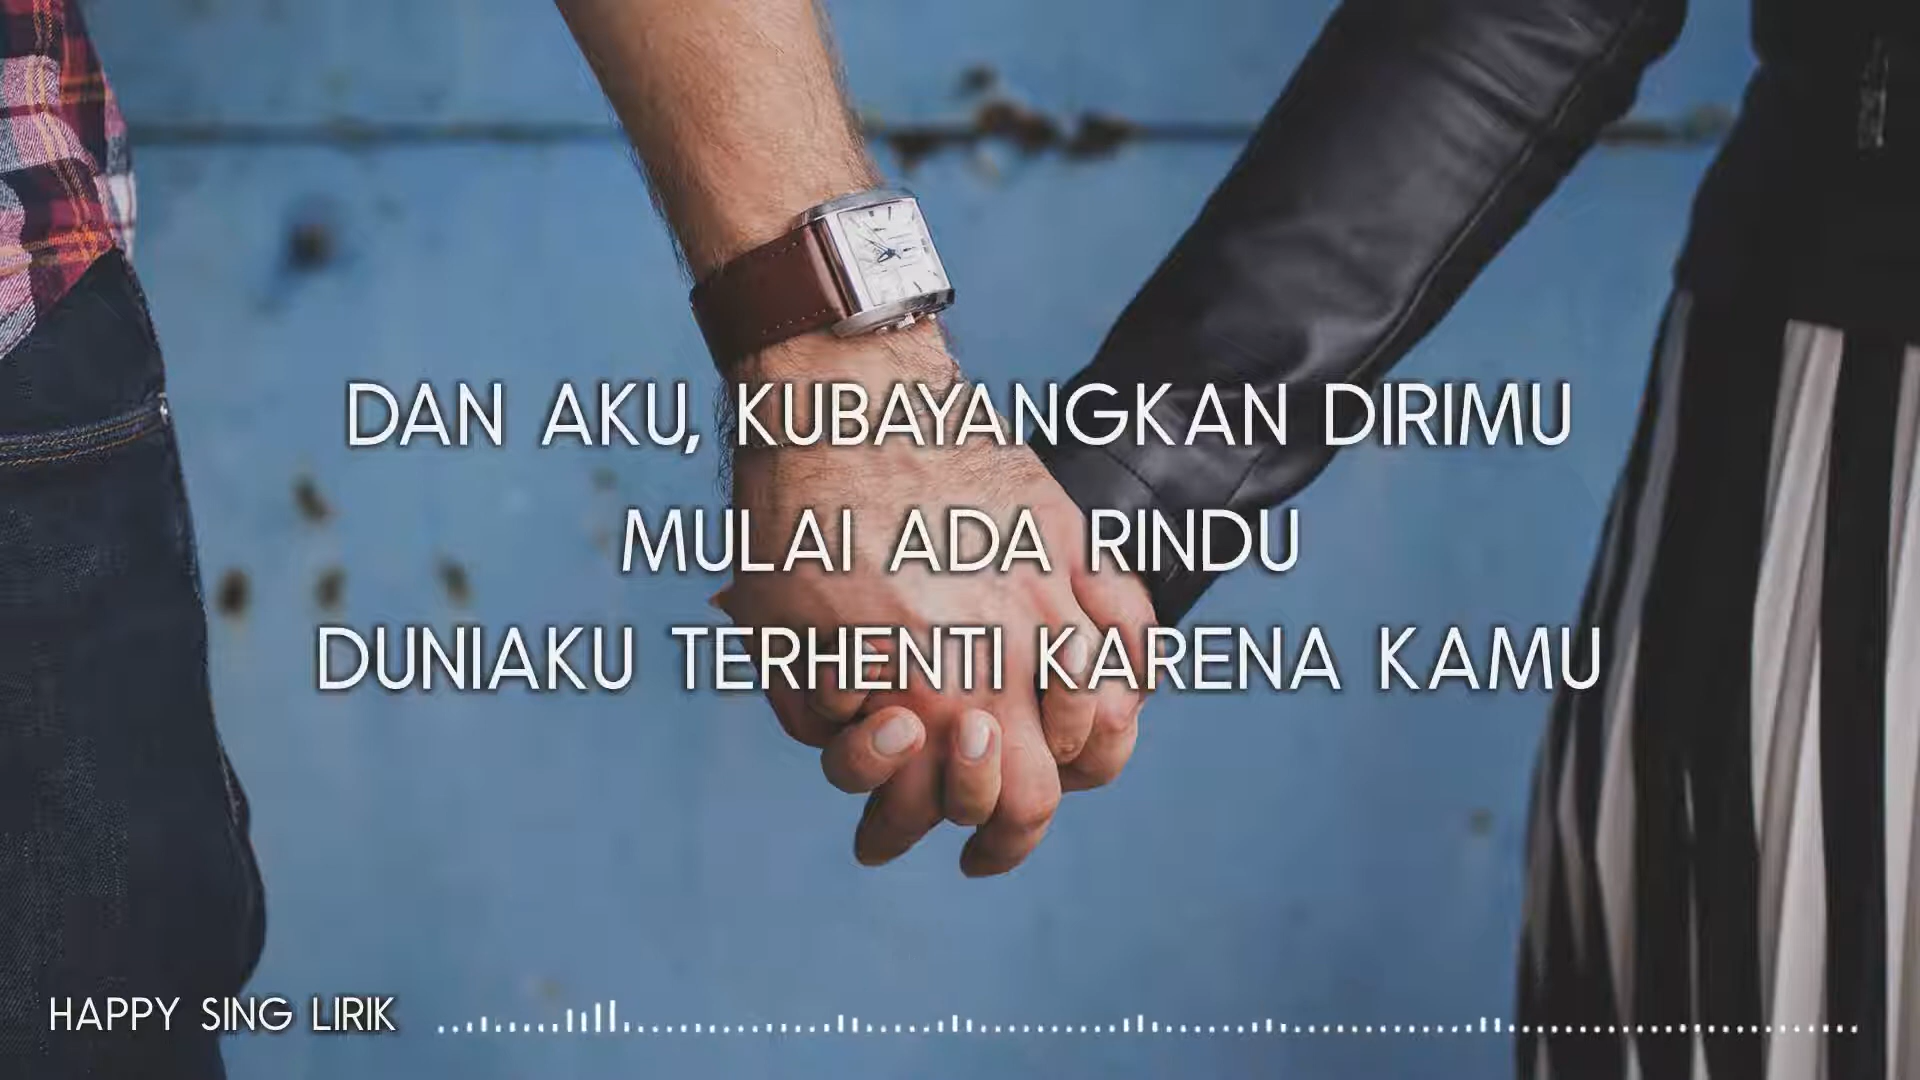 DAN AKU, KUBAYANGKAN DIRIMU
MULAI ADA RINDU
DUNIAKU TERHENTI KARENA KAMU
HAPPY SING LIRIK